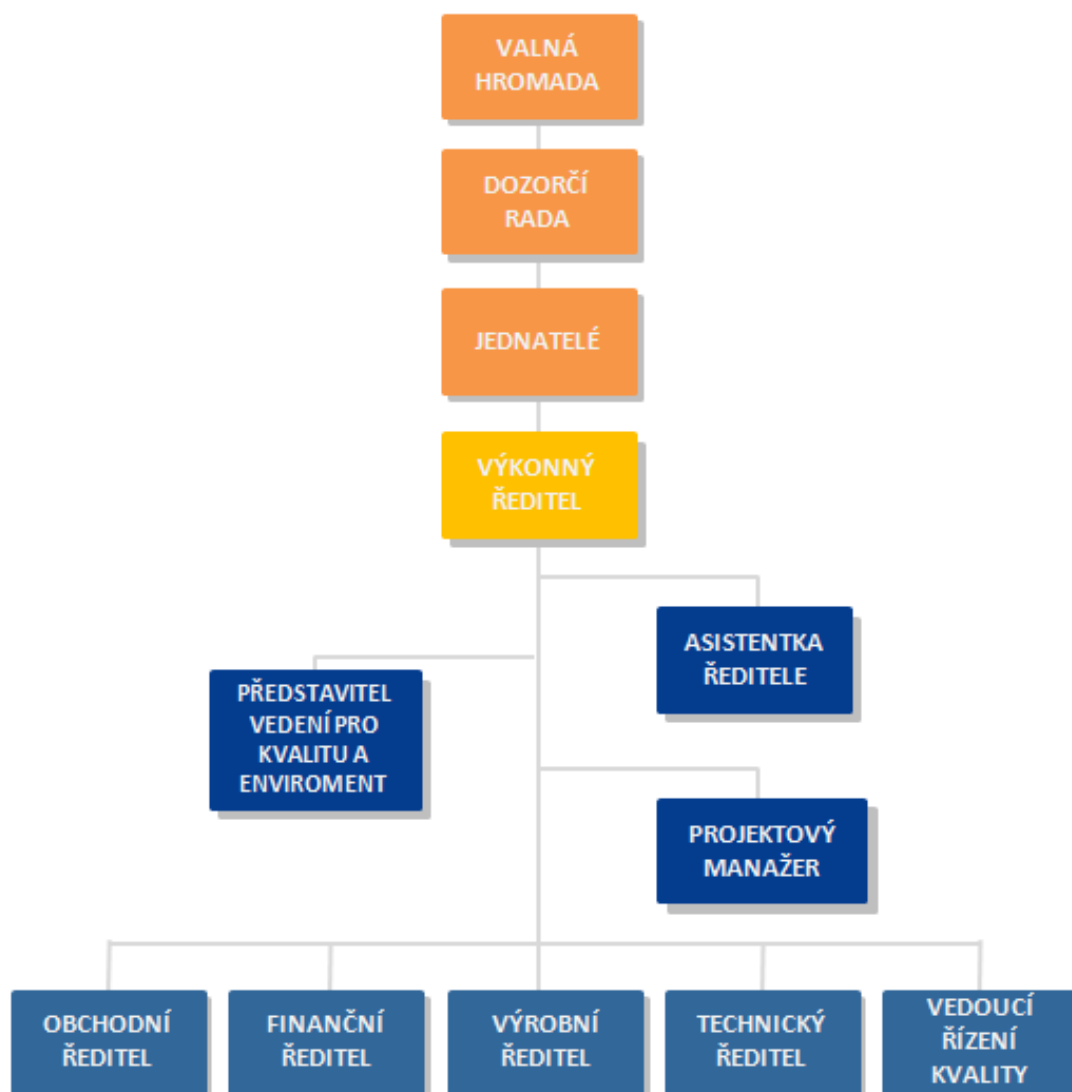 VALNÁ
HROMADA
DOZORČÍ
RADA
JEDNATELÉ
VÝKONNÝ
ŘEDITEL
ASISTENTKA
ŘEDITELE
PŘEDSTAVITEL
VEDENÍ PRO
KVALITU A
ENVIROMENT
PROJEKTOVÝ
MANAŽER
OBCHODNÍ
ŘEDITEL
FINANČNÍ
ŘEDITEL
VÝROBNÍ
ŘEDITEL
TECHNICKÝ
ŘEDITEL
VEDOUCÍ
ŘÍZENÍ
KVALITY